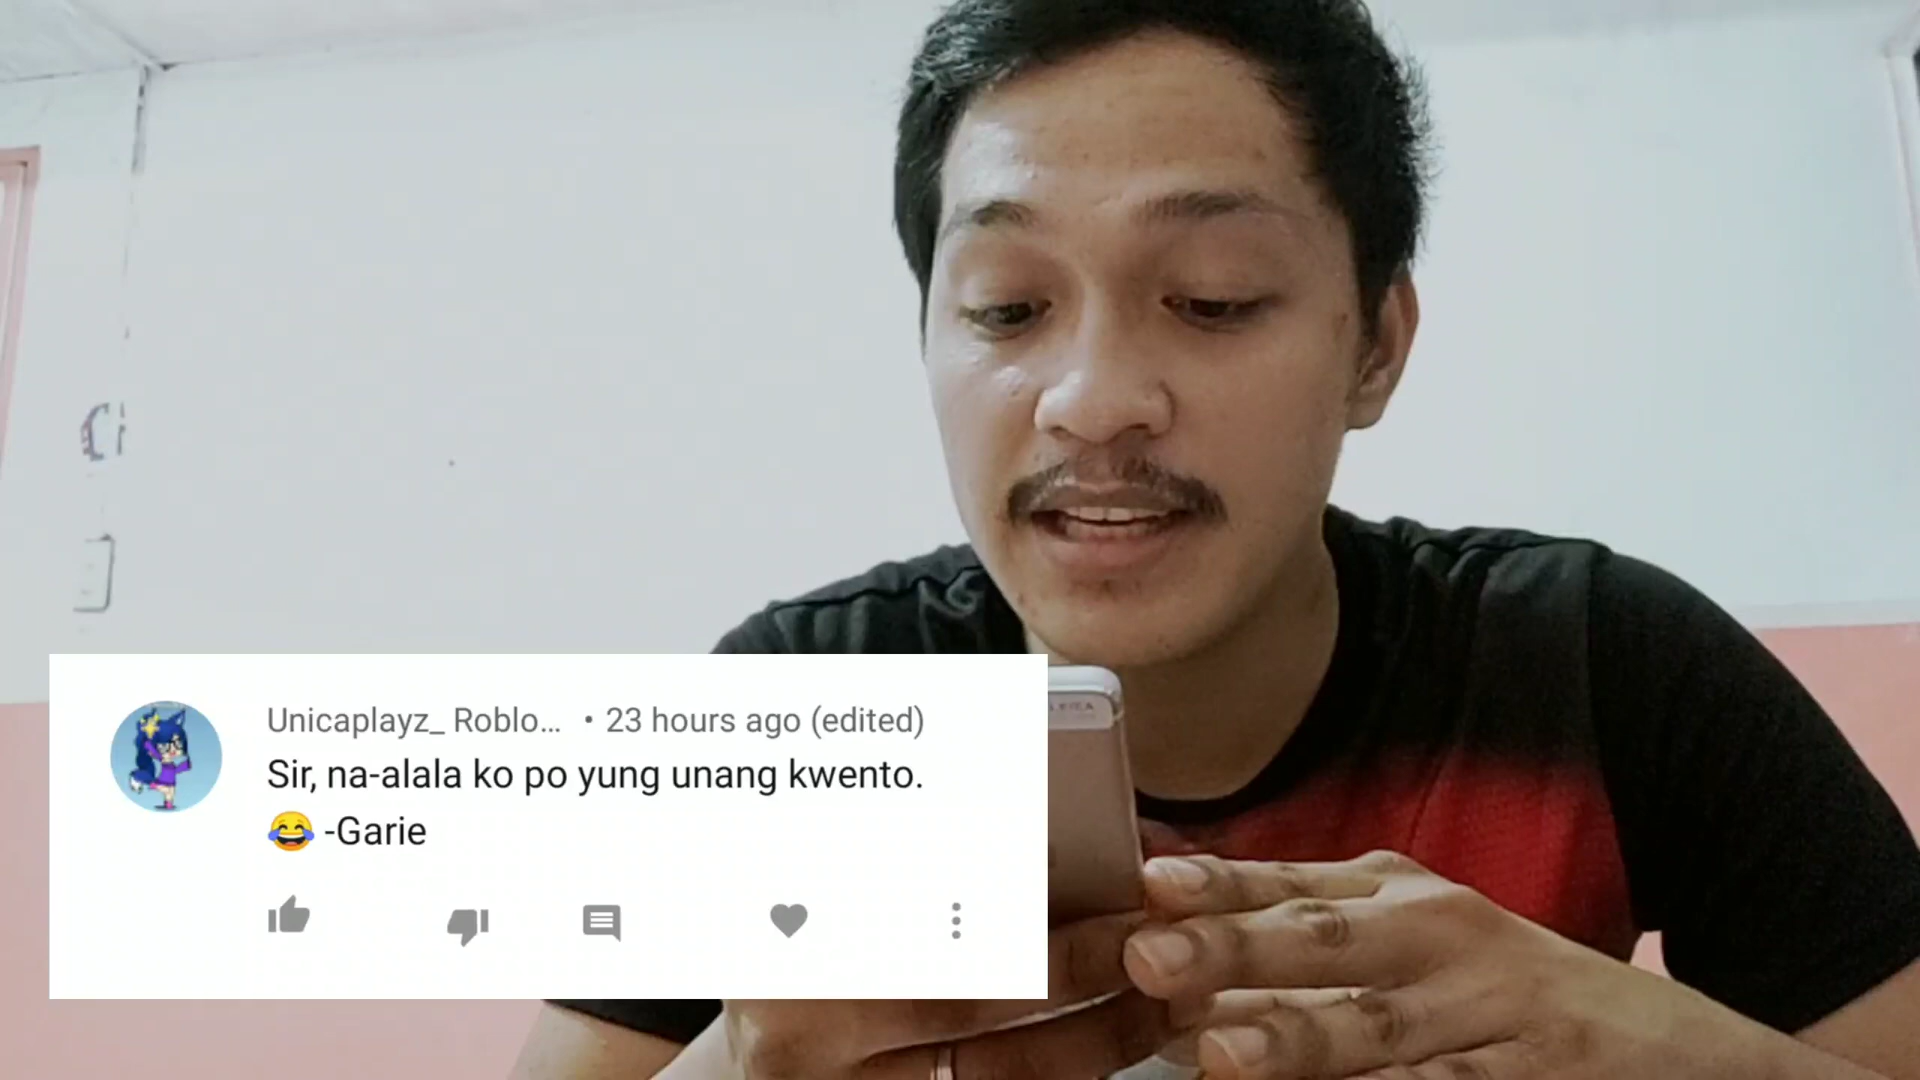 Unicaplayz_ Roblo... • 23 hours ago (edited)
Sir, na-alala ko po yung unang kwento.
😂 -Garie